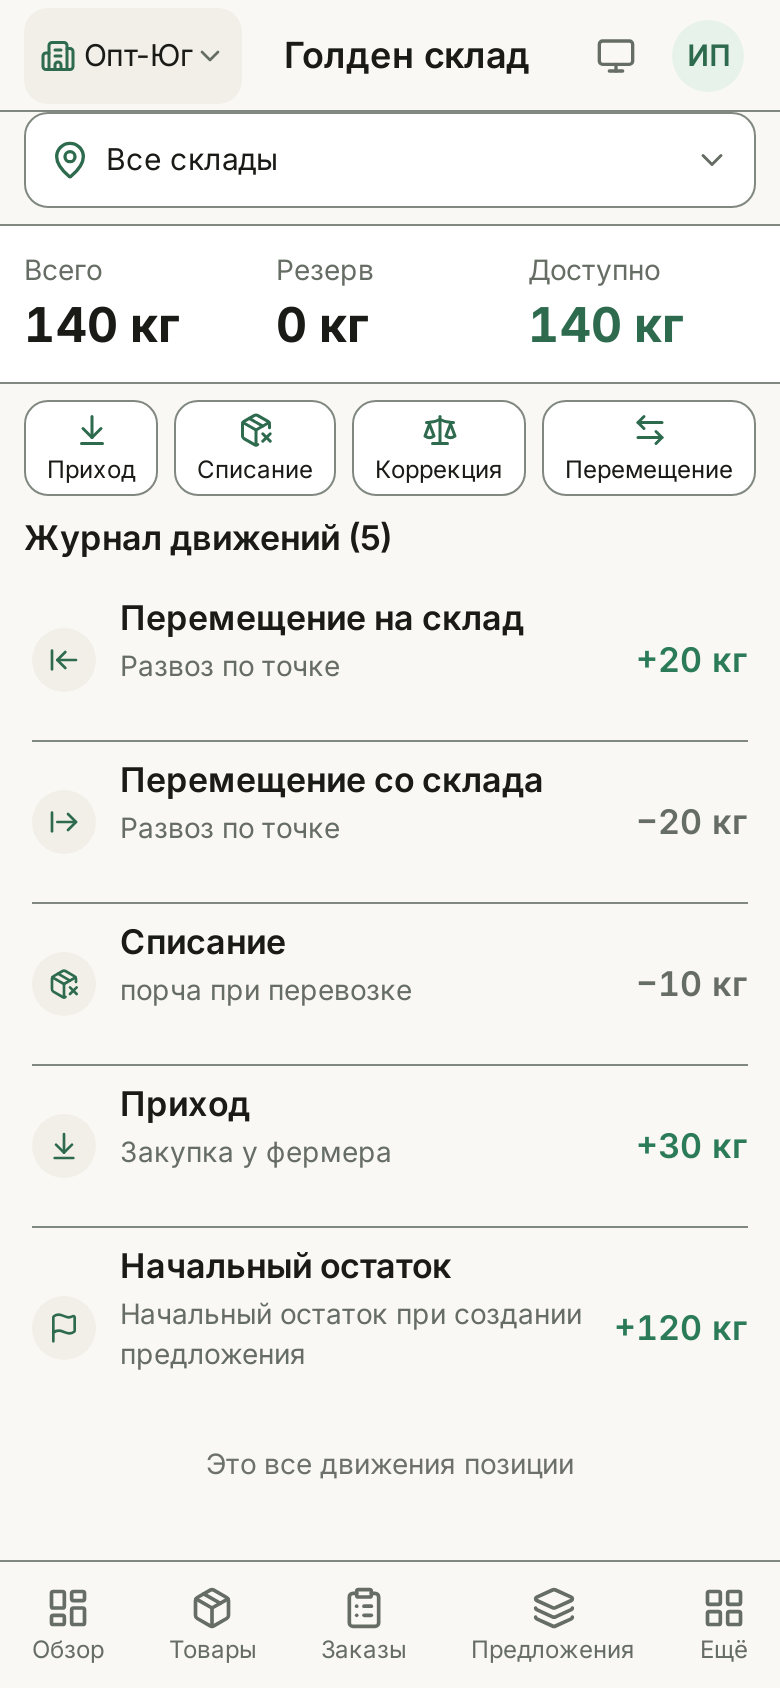 Опт-Юг
Голден склад
ИП
Все склады
Всего
Резерв
Доступно
140 кг
0 кг
140 кг
Приход
Списание
Коррекция
Перемещение
Журнал движений (5)
Перемещение на склад
Развоз по точке
+20 кг
Перемещение со склада
Развоз по точке
−20 кг
Списание
порча при перевозке
−10 кг
Приход
Закупка у фермера
+30 кг
Начальный остаток
Начальный остаток при создании
предложения
+120 кг
Это все движения позиции
Обзор
Товары
Заказы
Предложения
Ещё